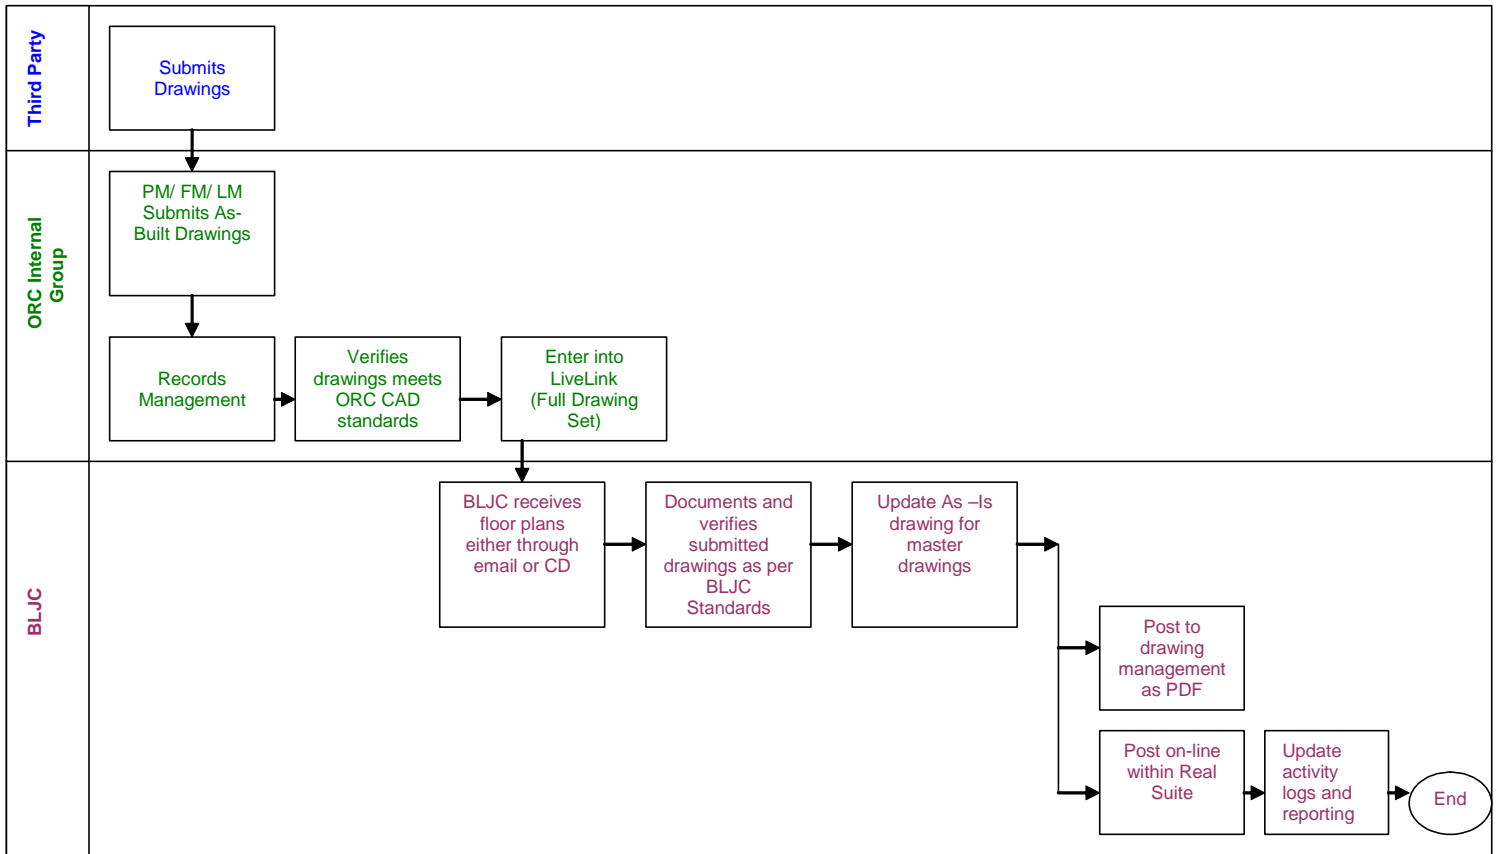 Third Party
Submits
Drawings
ORC Internal
Group
PM/ FM/ LM
Submits As-
Built Drawings
Records
Management
Verifies
drawings meets
ORC CAD
standards
Enter into
LiveLink
(Full Drawing
Set)
BLJC
BLJC receives
floor plans
either through
email or CD
Documents and
verifies
submitted
drawings as per
BLJC
Standards
Update As –Is
drawing for
master
drawings
Post to
drawing
management
as PDF
Post on-line
within Real
Suite
Update
activity
logs and
reporting
End